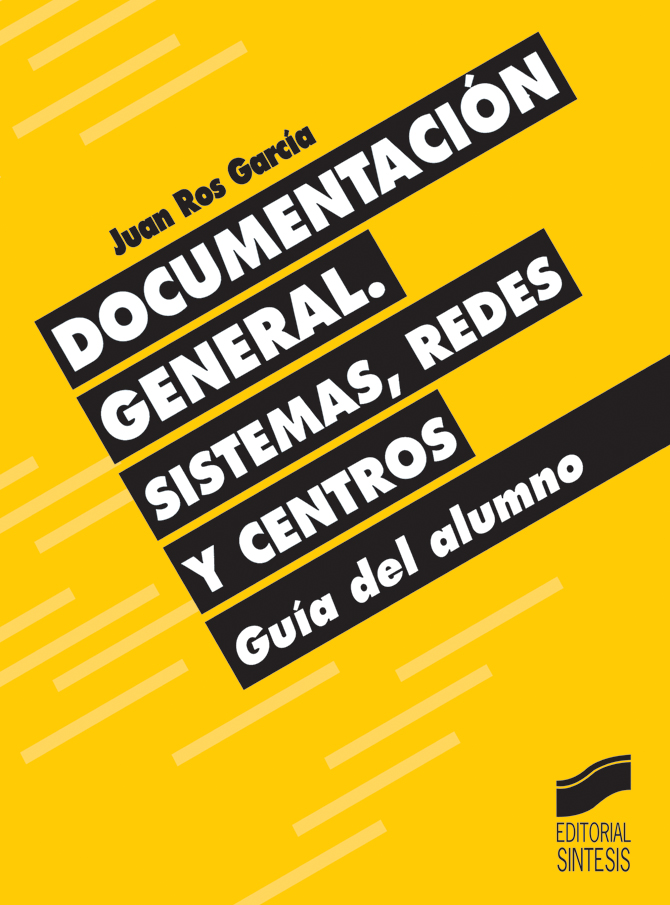 Juan Ros García
DOCUMENTACIÓN
GENERAL.
SISTEMAS, REDES
Y CENTROS
Guía del alumno
EDITORIAL
SINTESIS